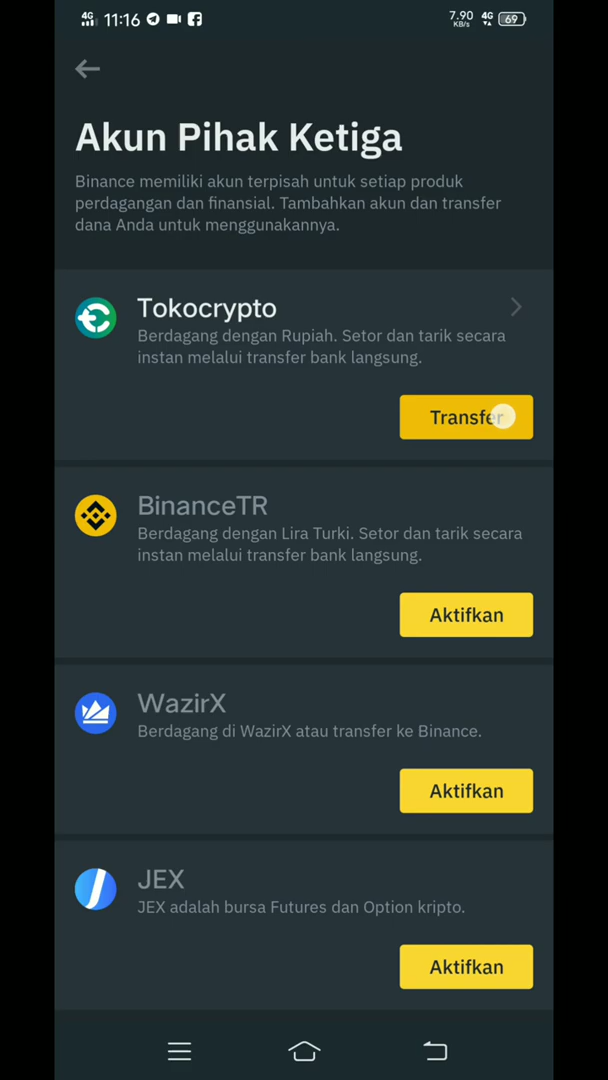 4G 11:16 7.90 KB/s 4G 69
Akun Pihak Ketiga
Binance memiliki akun terpisah untuk setiap produk
perdagangan dan finansial. Tambahkan akun dan transfer
dana Anda untuk menggunakannya.
Tokocrypto
Berdagang dengan Rupiah. Setor dan tarik secara
instan melalui transfer bank langsung.
Transfer
BinanceTR
Berdagang dengan Lira Turki. Setor dan tarik secara
instan melalui transfer bank langsung.
Aktifkan
WazirX
Berdagang di WazirX atau transfer ke Binance.
Aktifkan
JEX
JEX adalah bursa Futures dan Option kripto.
Aktifkan